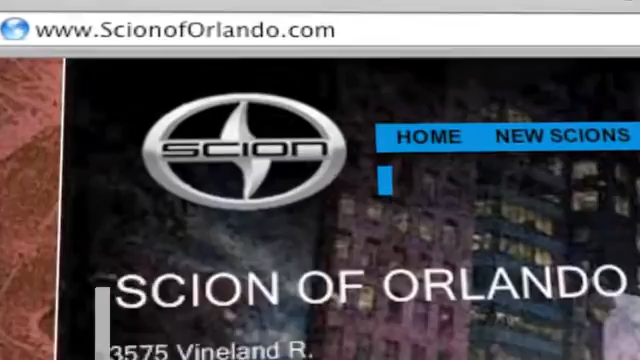 www.ScionofOrlando.com
SCION
HOME NEW SCIONS
SCION OF ORLANDO
3575 Vineland R.